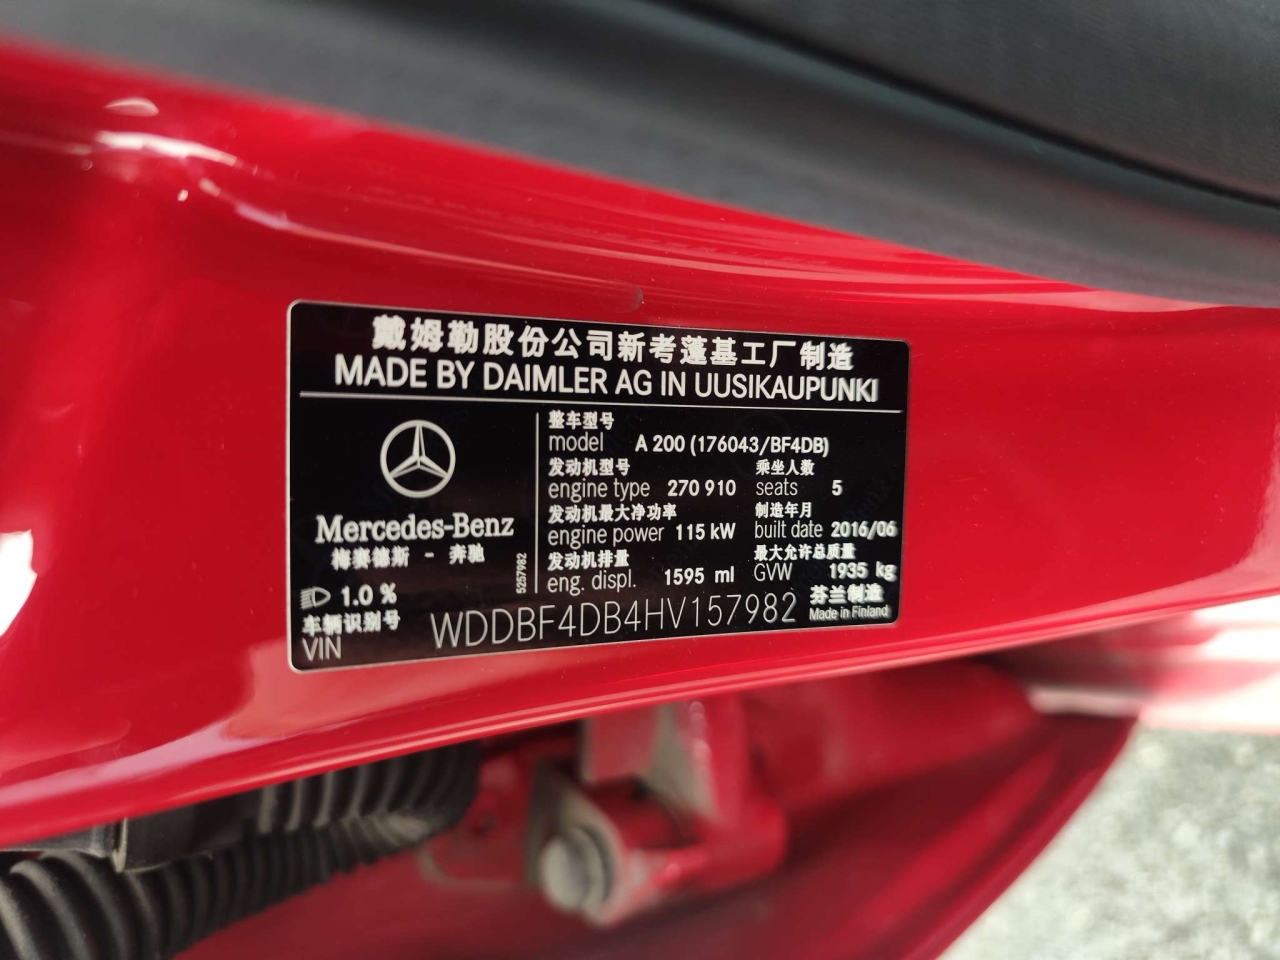 戴姆勒股份公司新考蓬基工厂制造
MADE BY DAIMLER AG IN UUSIKAUPUNKI
Mercedes-Benz
梅赛德斯 - 奔驰
1.0 %
5257982
整车型号
model A 200 (176043/BF4DB)
发动机型号 乘坐人数
engine type 270 910 seats 5
发动机最大净功率 制造年月
engine power 115 kW built date 2016/06
发动机排量 最大允许总质量
eng. displ. 1595 ml GVW 1935 kg
车辆识别号 芬兰制造
VIN WDDBF4DB4HV157982 Made in Finland